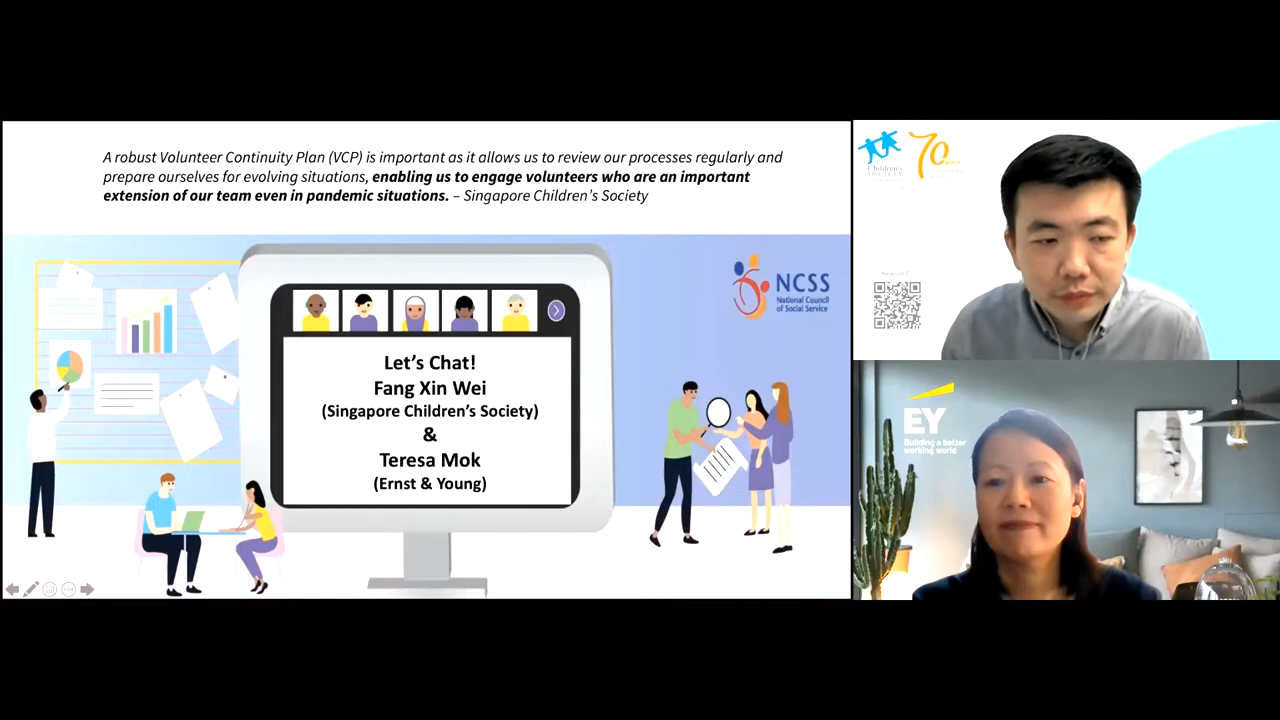 A robust Volunteer Continuity Plan (VCP) is important as it allows us to review our processes regularly and
prepare ourselves for evolving situations, enabling us to engage volunteers who are an important
extension of our team even in pandemic situations. – Singapore Children's Society
NCSS
National Council
of Social Service
Let's Chat!
Fang Xin Wei
(Singapore Children's Society)
&
Teresa Mok
(Ernst & Young)
Children's
SOCIETY
70
EY
Building a better
working world